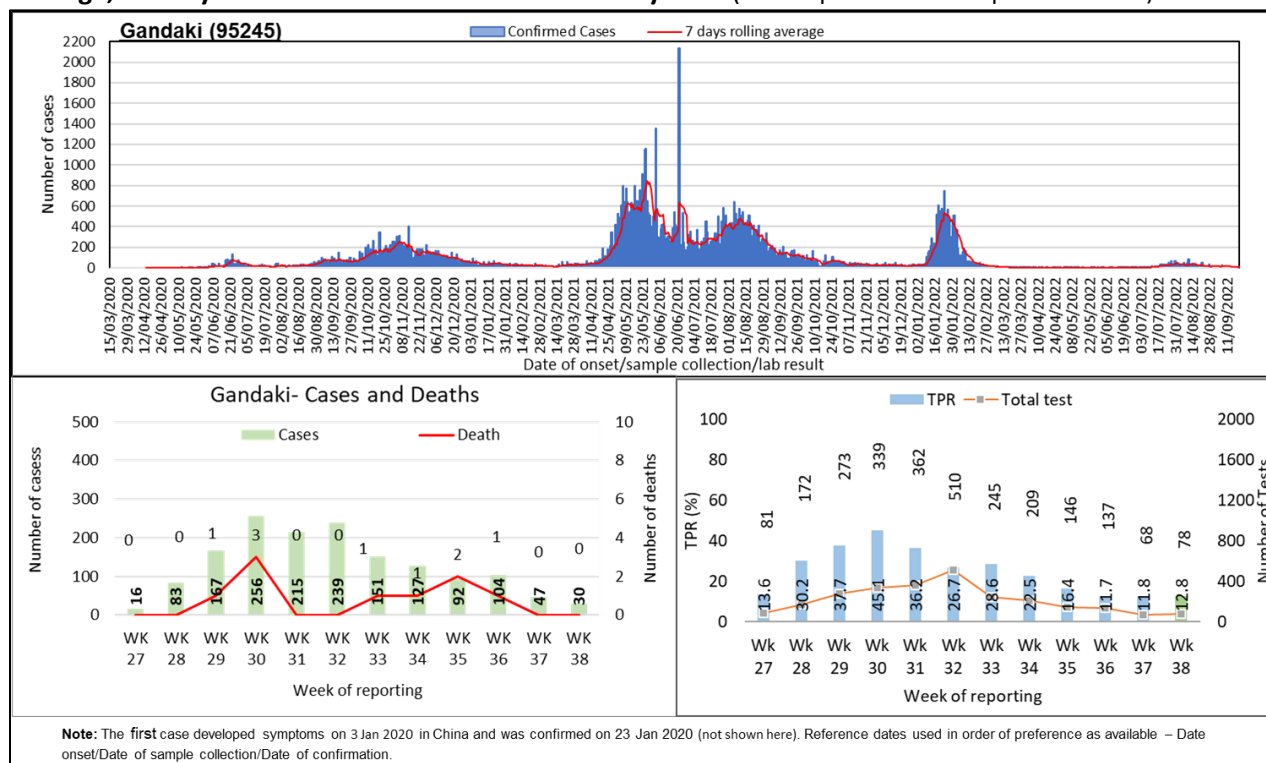 Gandaki (95245)
Confirmed Cases 7 days rolling average
Number of cases
2200
2000
1800
1600
1400
1200
1000
800
600
400
200
0
15/03/2020 29/03/2020 12/04/2020 26/04/2020 10/05/2020 24/05/2020 07/06/2020 21/06/2020 05/07/2020 19/07/2020 02/08/2020 16/08/2020 30/08/2020 13/09/2020 27/09/2020 11/10/2020 25/10/2020 08/11/2020 22/11/2020 06/12/2020 20/12/2020 03/01/2021 17/01/2021 31/01/2021 14/02/2021 28/02/2021 14/03/2021 28/03/2021 11/04/2021 25/04/2021 09/05/2021 23/05/2021 06/06/2021 20/06/2021 04/07/2021 18/07/2021 01/08/2021 15/08/2021 29/08/2021 12/09/2021 26/09/2021 10/10/2021 24/10/2021 07/11/2021 21/11/2021 05/12/2021 19/12/2021 02/01/2022 16/01/2022 30/01/2022 13/02/2022 27/02/2022 13/03/2022 27/03/2022 10/04/2022 24/04/2022 08/05/2022 22/05/2022 05/06/2022 19/06/2022 03/07/2022 17/07/2022 31/07/2022 14/08/2022 28/08/2022 11/09/2022
Date of onset/sample collection/lab result
Gandaki- Cases and Deaths
Cases Death
Number of casess
500
400
300
200
100
0
Number of deaths
10
8
6
4
2
0
0 0 1 3 0 0 1 1 2 1 0 0
16 83 167 256 215 239 151 127 92 104 47 30
WK WK WK WK WK WK WK WK WK WK WK WK
27 28 29 30 31 32 33 34 35 36 37 38
Week of reporting
TPR Total test
TPR (%)
100
80
60
40
20
0
Number of Tests
2000
1600
1200
800
400
0
81 172 273 339 362 510 245 209 146 137 68 78
13.6 30.2 37.7 45.1 36.2 26.7 28.6 22.5 16.4 11.7 11.8 12.8
Wk Wk Wk Wk Wk Wk Wk Wk Wk Wk Wk Wk
27 28 29 30 31 32 33 34 35 36 37 38
Week of reporting
Note: The first case developed symptoms on 3 Jan 2020 in China and was confirmed on 23 Jan 2020 (not shown here). Reference dates used in order of preference as available – Date
onset/Date of sample collection/Date of confirmation.